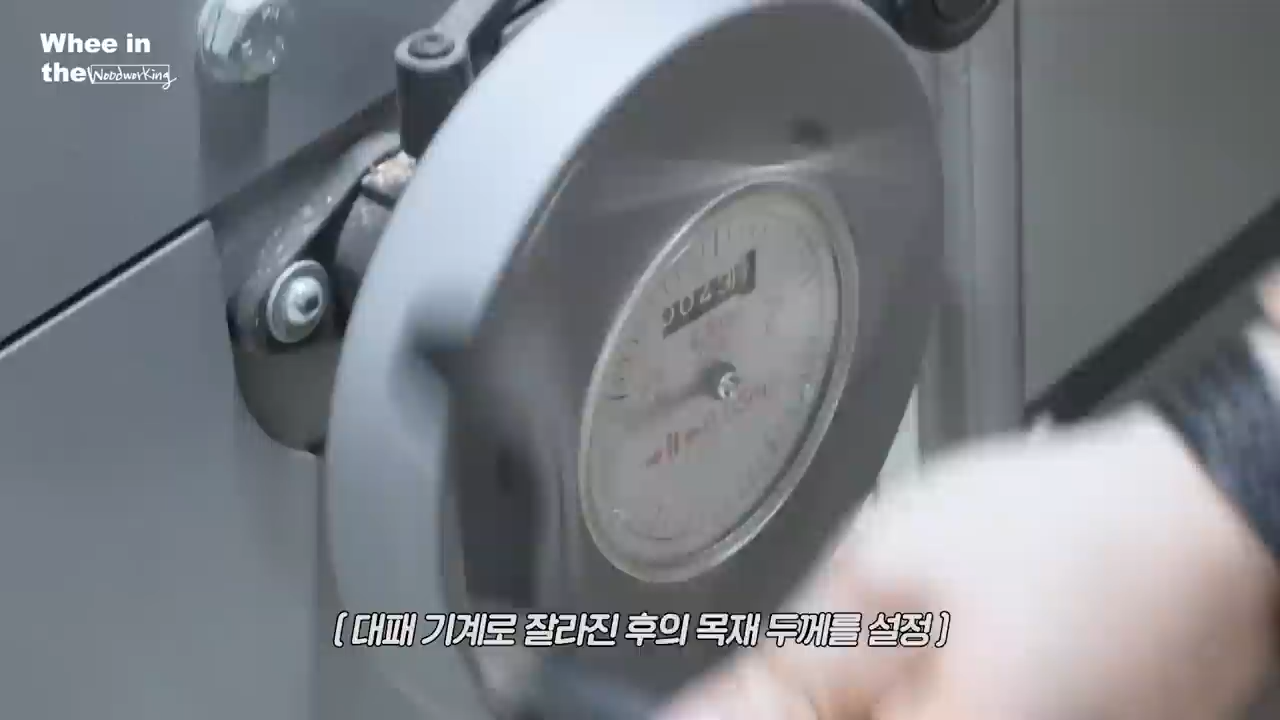 Whee in
the Woodworking
( 대패 기계로 잘라진 후의 목재 두께를 설정 )